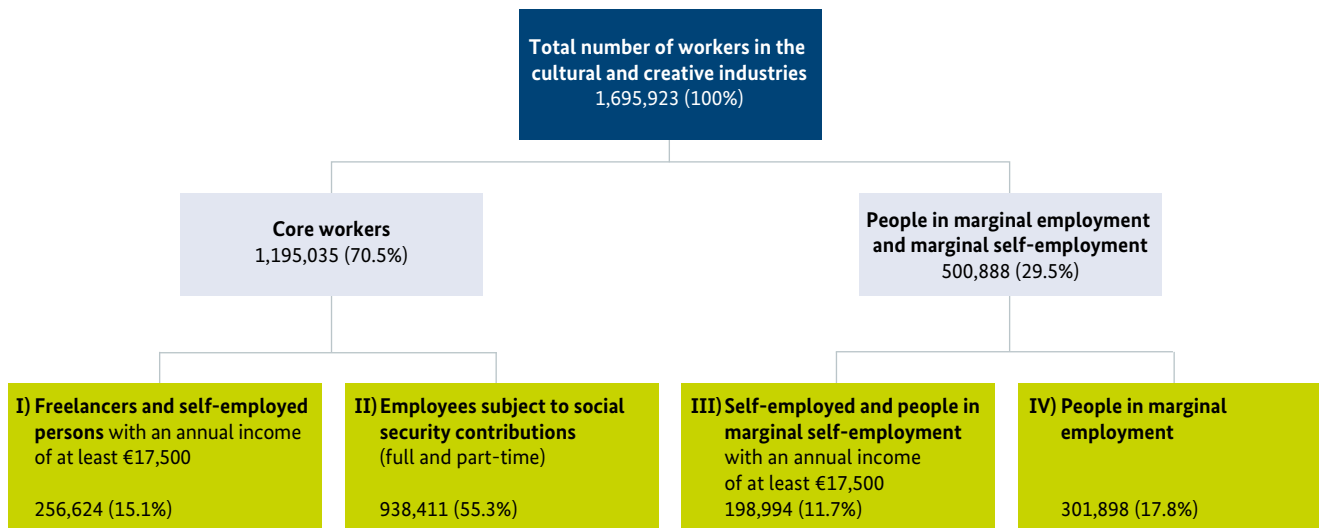 Total number of workers in the
cultural and creative industries
1,695,923 (100%)
Core workers
1,195,035 (70.5%)
People in marginal employment
and marginal self-employment
500,888 (29.5%)
I) Freelancers and self-employed
persons with an annual income
of at least €17,500
256,624 (15.1%)
II) Employees subject to social
security contributions
(full and part-time)
938,411 (55.3%)
III) Self-employed and people in
marginal self-employment
with an annual income
of at least €17,500
198,994 (11.7%)
IV) People in marginal
employment
301,898 (17.8%)